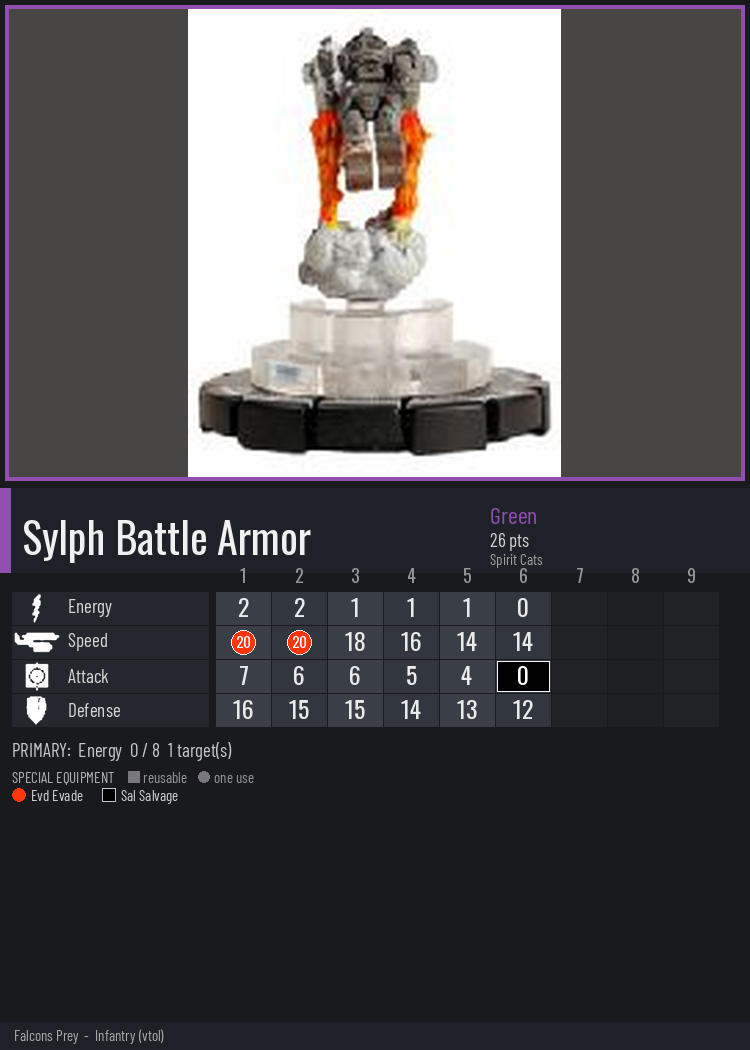 Sylph Battle Armor
Green
26 pts
Spirit Cats
1 2 3 4 5 6 7 8 9
Energy 2 2 1 1 1 0
Speed 20 20 18 16 14 14
Attack 7 6 6 5 4 0
Defense 16 15 15 14 13 12
PRIMARY: Energy 0 / 8 1 target(s)
SPECIAL EQUIPMENT reusable one use
Evd Evade Sal Salvage
Falcons Prey - Infantry (vtol)